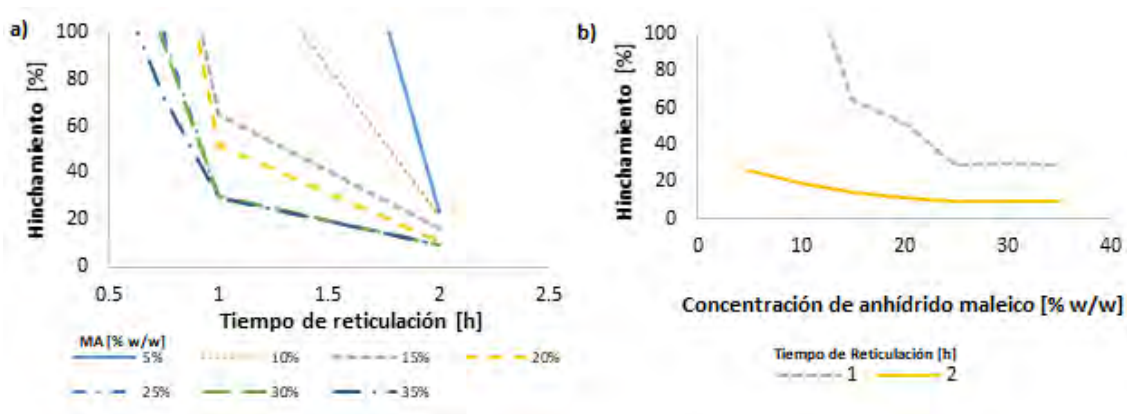 a)
Hinchamiento [%]
100
80
60
40
20
0
0.5 1 1.5 2 2.5
Tiempo de reticulación [h]
MA [% w/w]
5% 10% 15% 20%
25% 30% 35%
b)
Hinchamiento [%]
100
80
60
40
20
0
0 10 20 30 40
Concentración de anhídrido maleico [% w/w]
Tiempo de Reticulación [h]
1 2